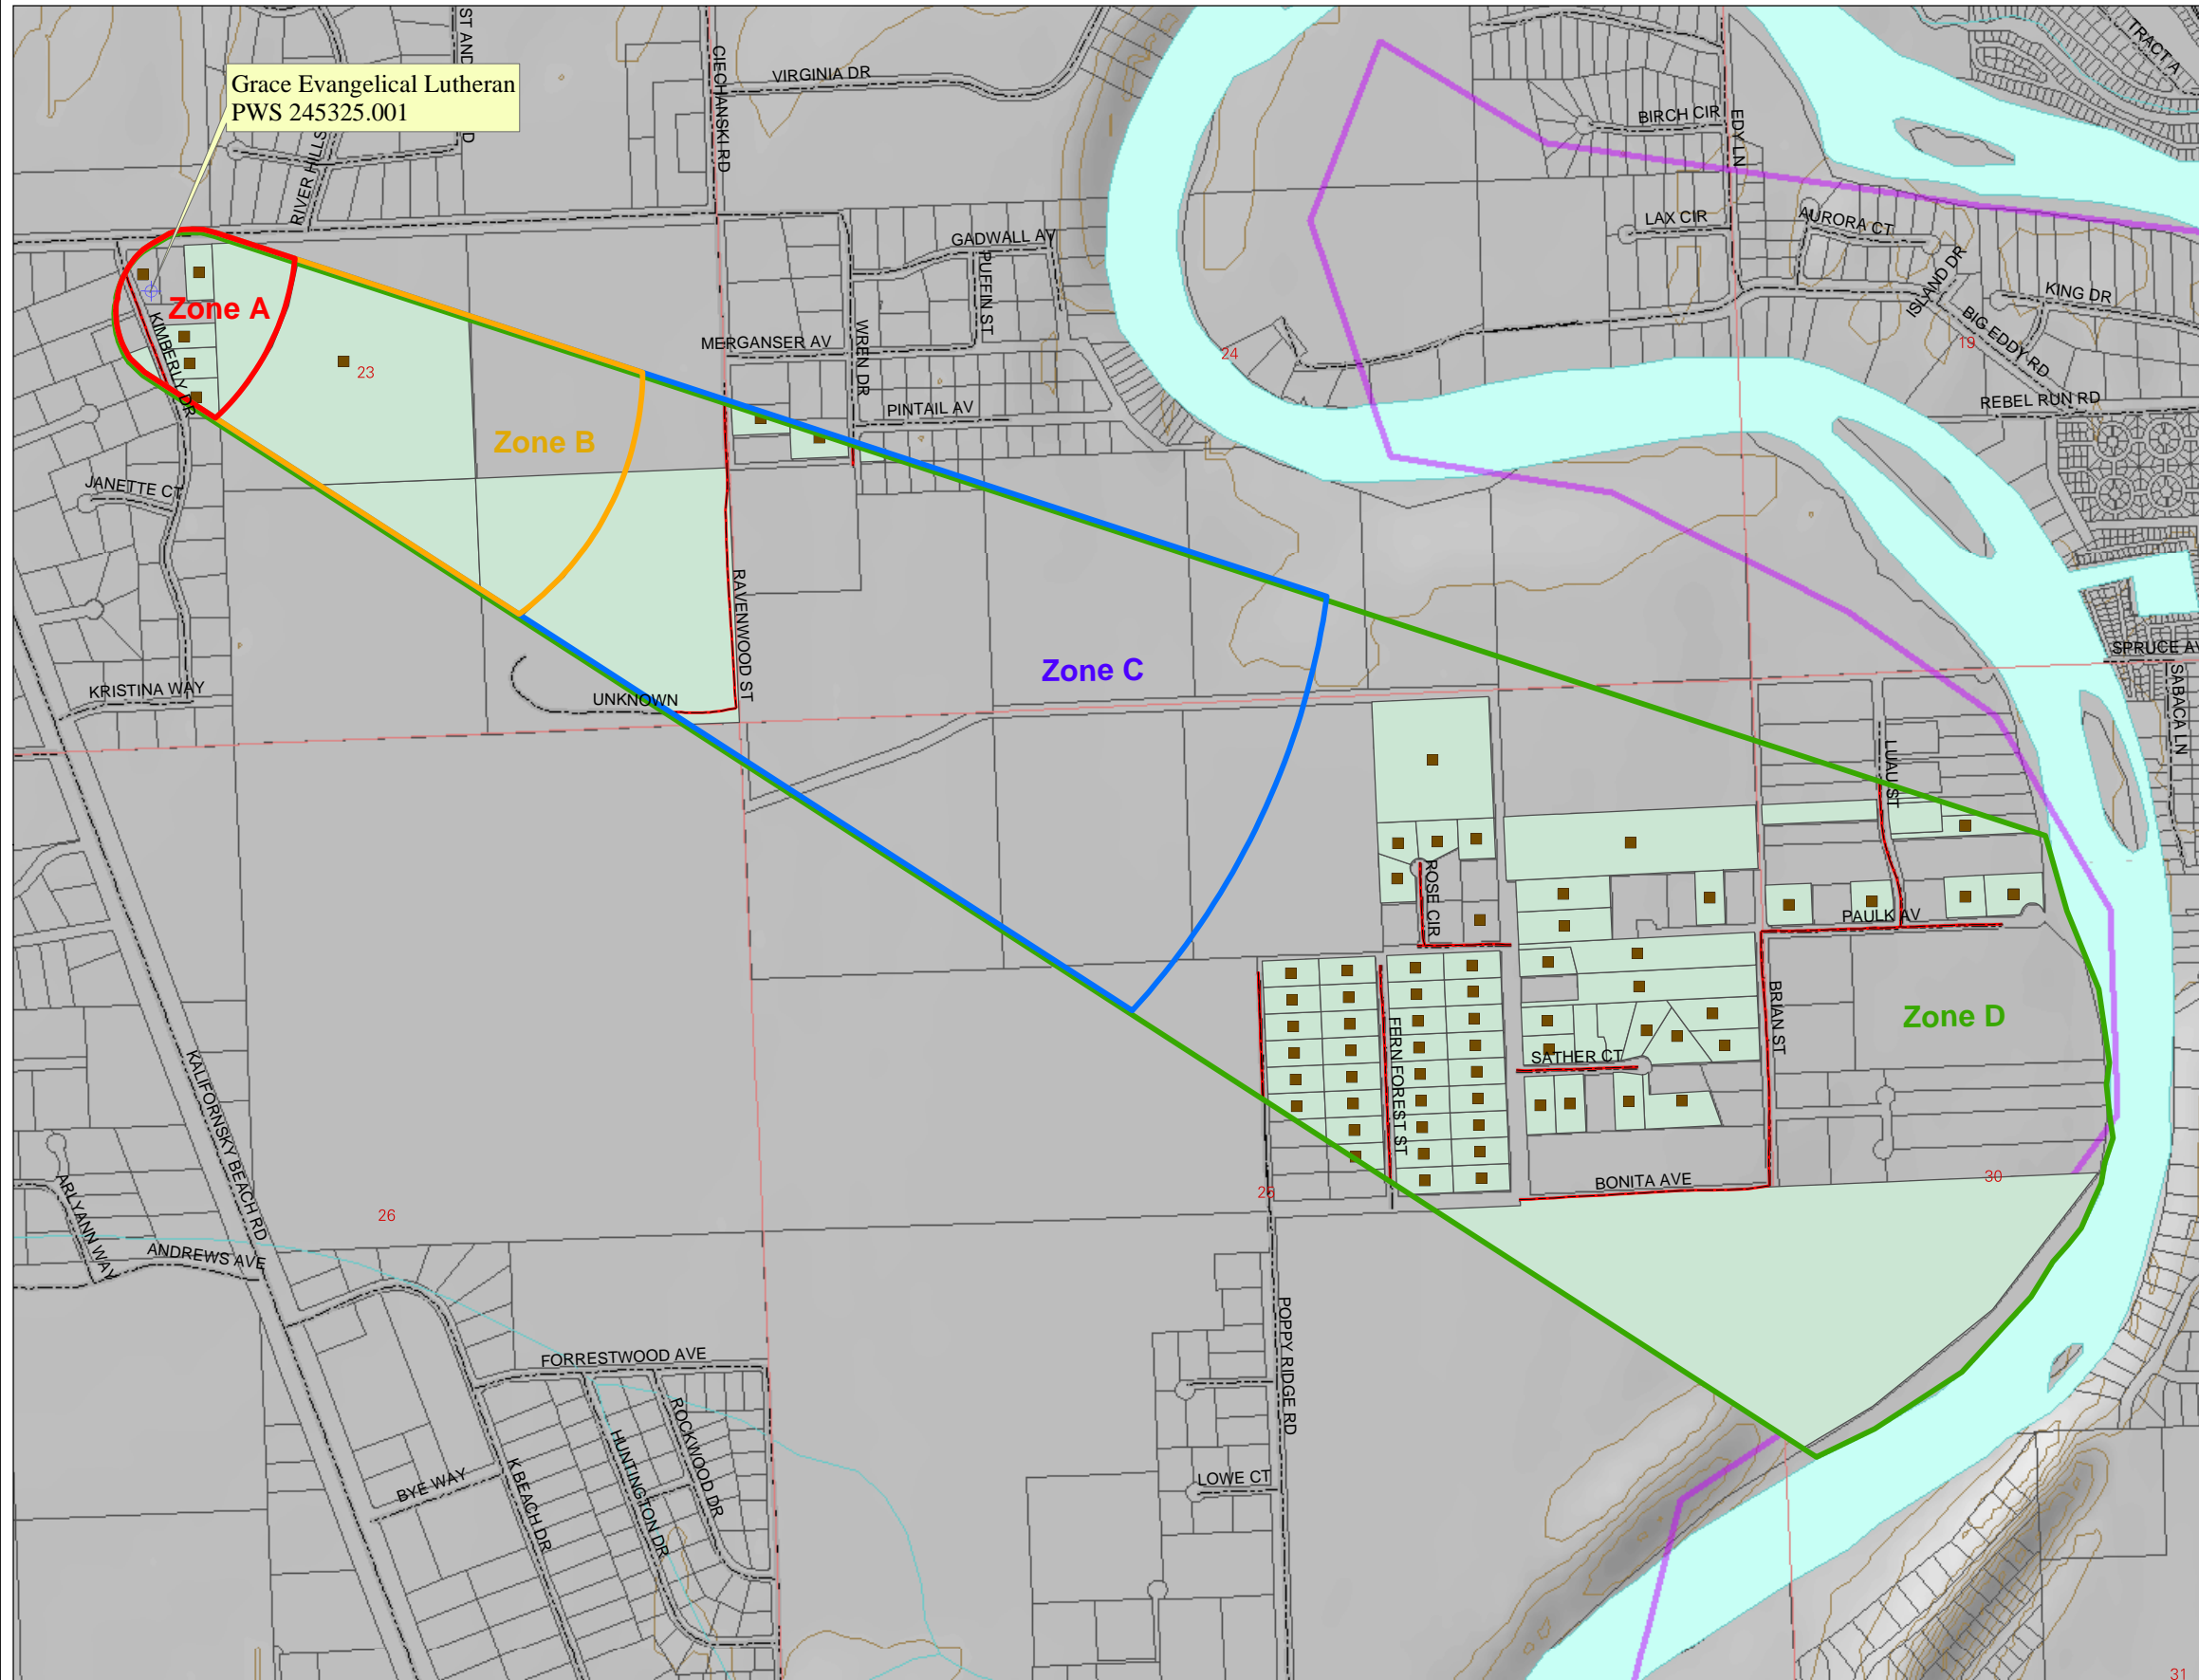 TRACT A
Grace Evangelical Lutheran
PWS 245325.001
RIVER HILLS
CIECHANSKI RD
VIRGINIA DR
BIRCH CIR
EDY LN
LAX CIR
AURORA CT
ISLAND DR
KING DR
BIG EDDY RD
REBEL RUN RD
GADWALL AV
PUFFIN ST
MERGANSER AV
WREN DR
PINTAIL AV
24
19
Zone A
KIMBERLY DR
23
Zone B
JANETTE CT
KRISTINA WAY
RAVENWOOD ST
UNKNOWN
Zone C
SPRUCE AV
SABACA LN
LUAU ST
ROSE CIR
PAULK AV
BRIAN ST
Zone D
FERN FOREST ST
SATHER CT
BONITA AVE
30
25
26
KALIFORNSKY BEACH RD
ARLYANN WAY
ANDREWS AVE
POPPY RIDGE RD
FORRESTWOOD AVE
ROCKWOOD DR
HUNTINGTON DR
K BEACH DR
BYE WAY
LOWE CT
31